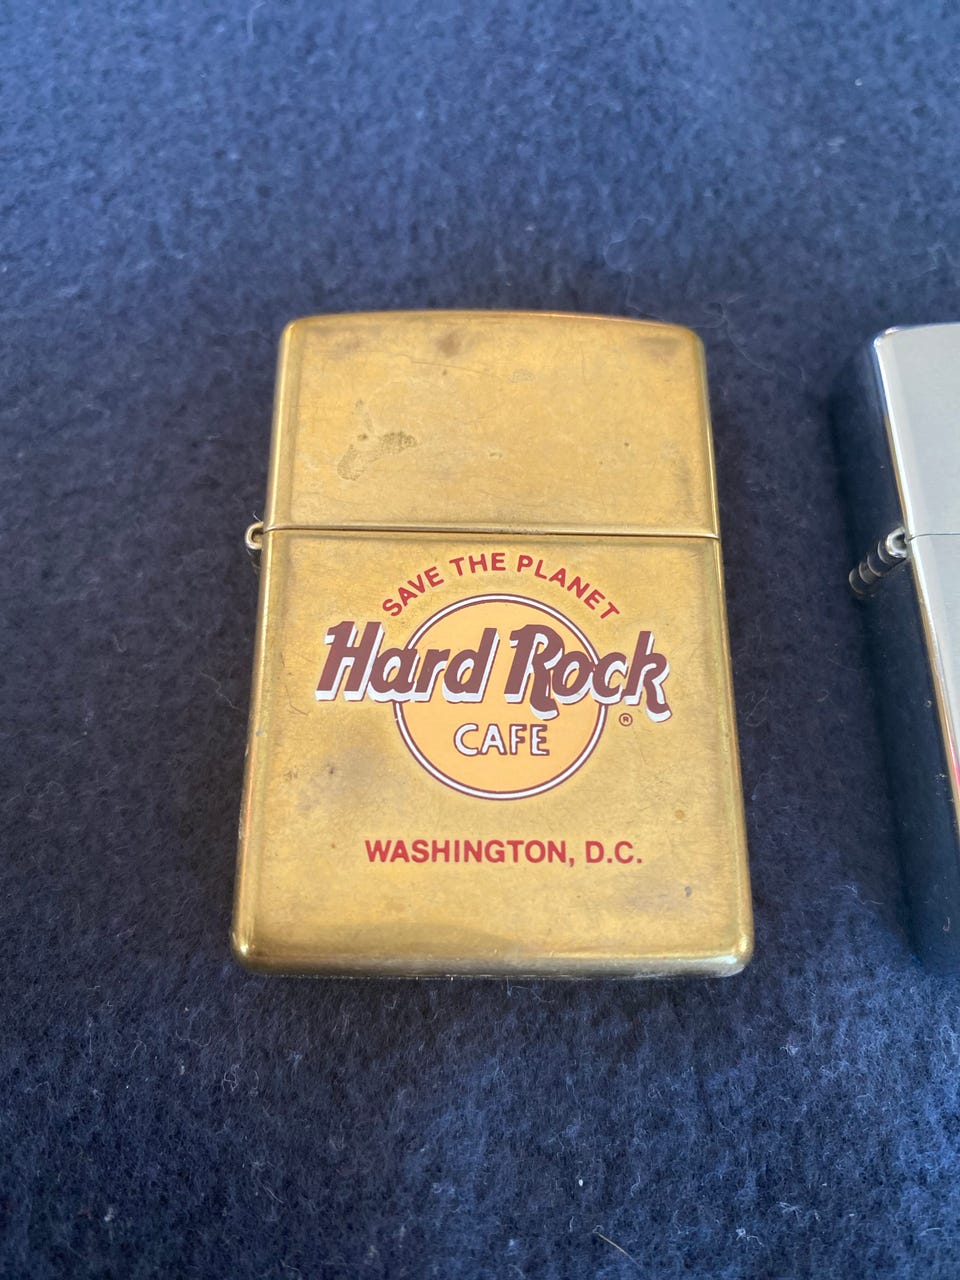 SAVE THE PLANET
Hard Rock
®
CAFE
WASHINGTON, D.C.